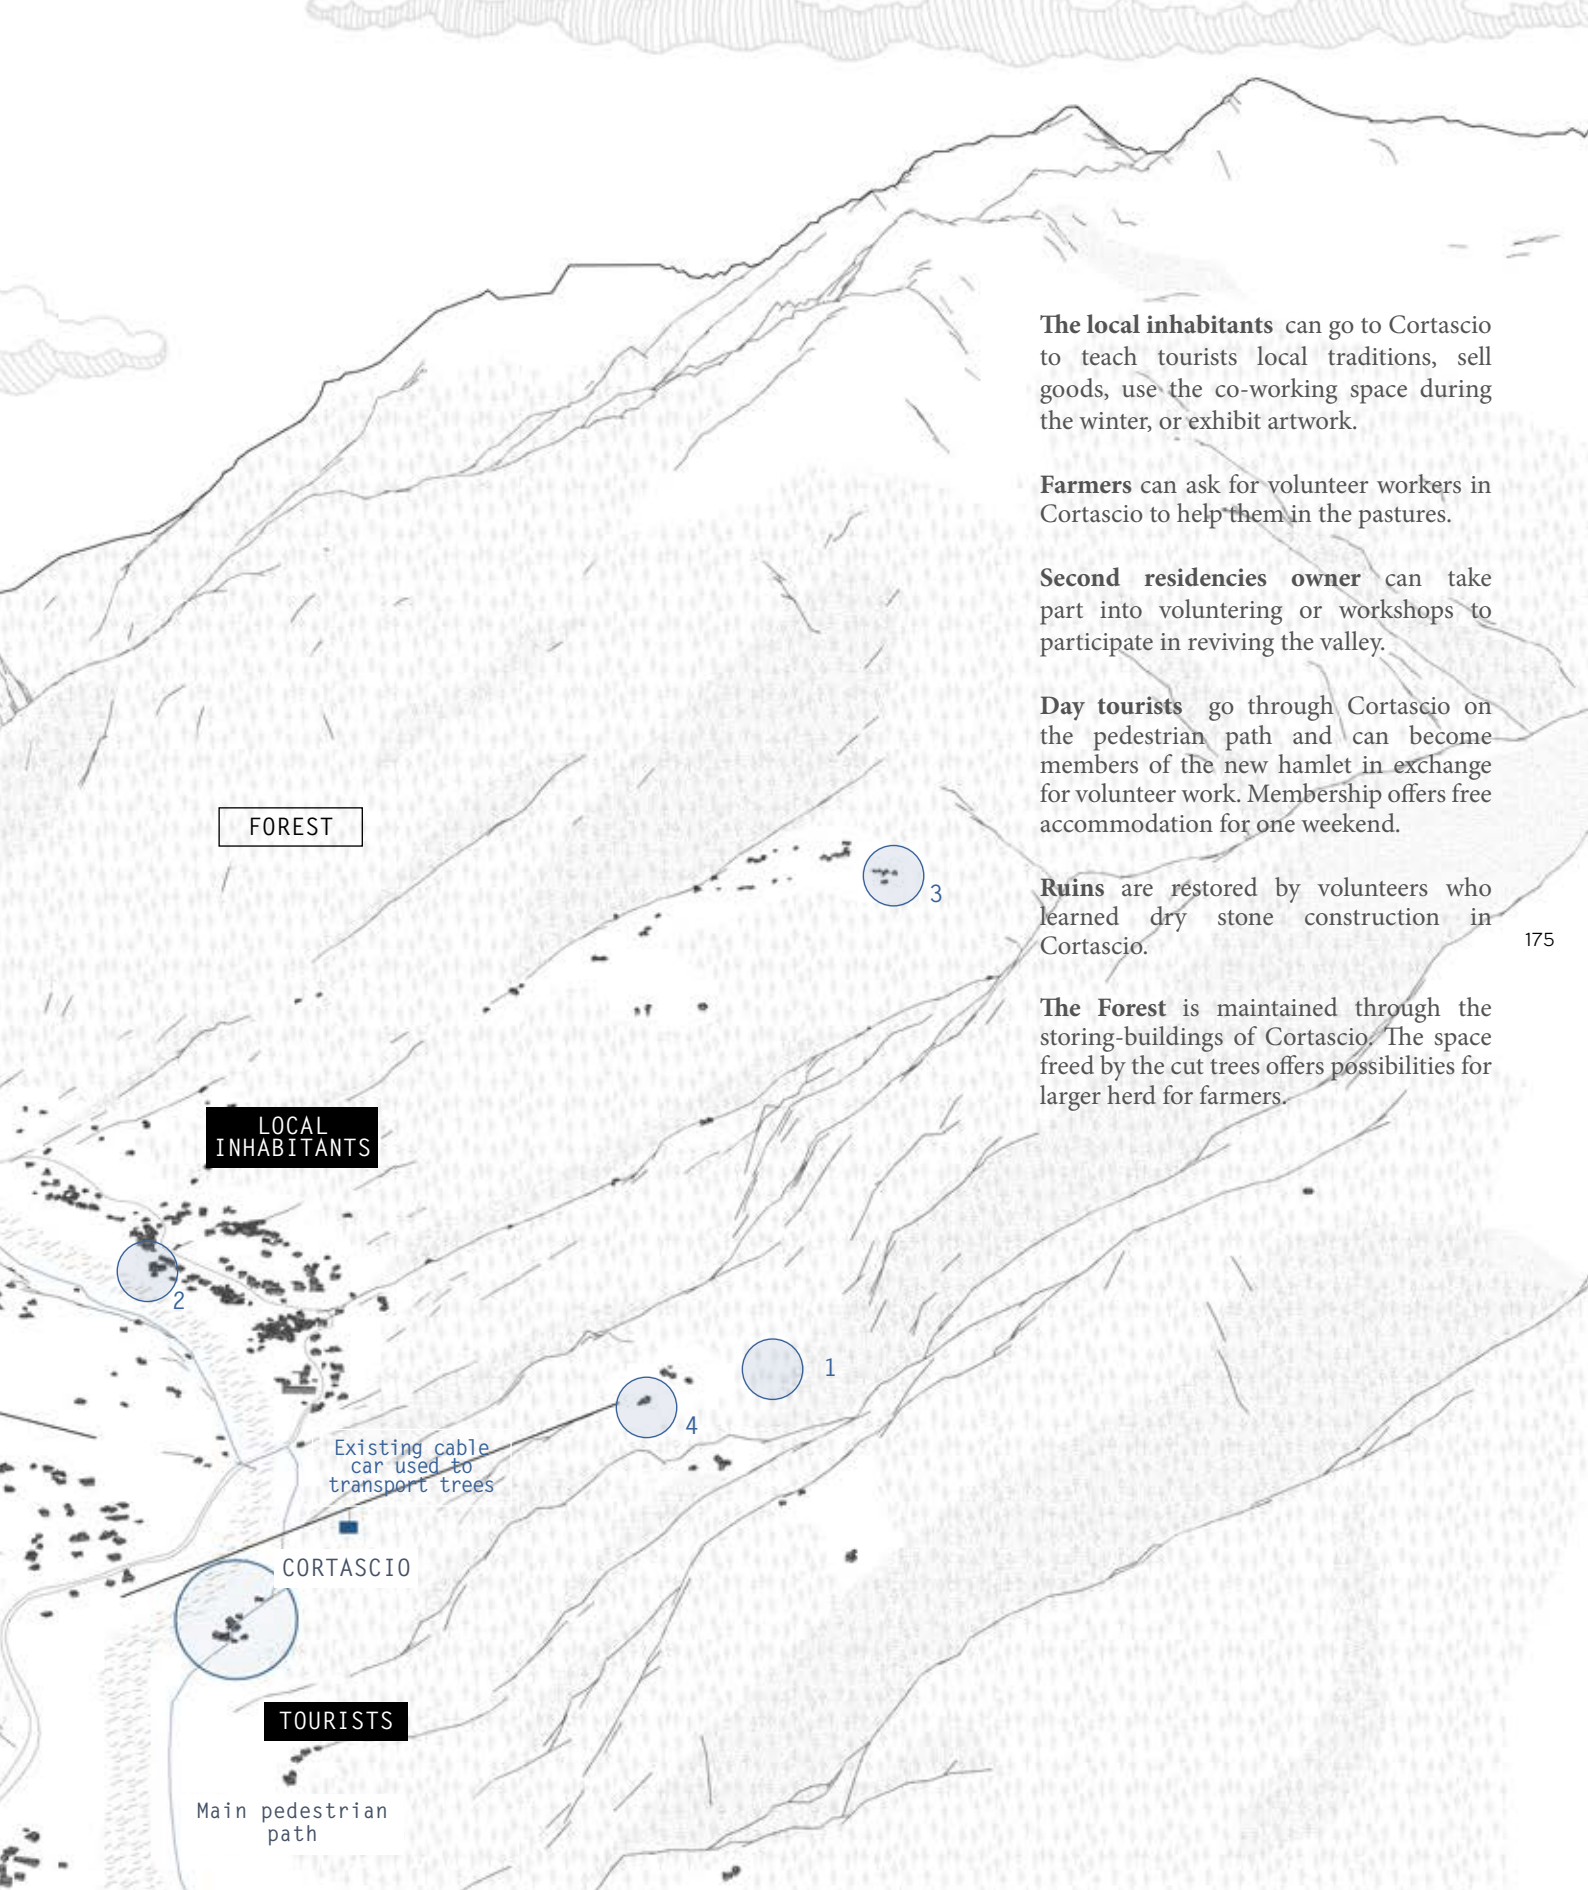 The local inhabitants can go to Cortascio
to teach tourists local traditions, sell
goods, use the co-working space during
the winter, or exhibit artwork.
Farmers can ask for volunteer workers in
Cortascio to help them in the pastures.
Second residencies owner can take
part into voluntering or workshops to
participate in reviving the valley.
Day tourists go through Cortascio on
the pedestrian path and can become
members of the new hamlet in exchange
for volunteer work. Membership offers free
accommodation for one weekend.
Ruins are restored by volunteers who
learned dry stone construction in
Cortascio.
The Forest is maintained through the
storing-buildings of Cortascio. The space
freed by the cut trees offers possibilities for
larger herd for farmers.
175
FOREST
3
LOCAL
INHABITANTS
2
1
4
Existing cable
car used to
transport trees
CORTASCIO
TOURISTS
Main pedestrian
path